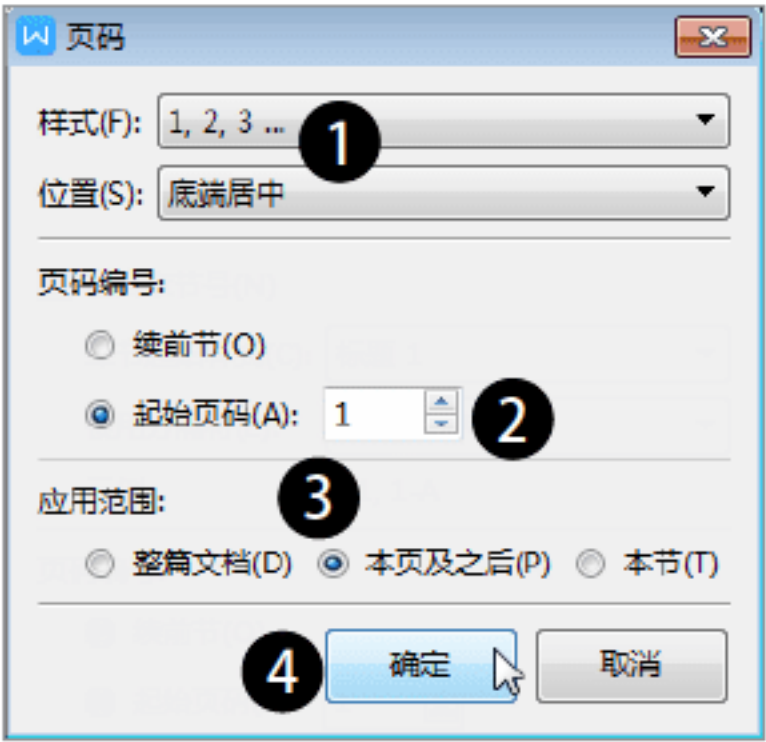 页码
样式(F): 1, 2, 3 ...
1
位置(S): 底端居中
页码编号:
续前节(O)
起始页码(A): 1
2
应用范围:
3
整篇文档(D) 本页及之后(P) 本节(T)
4
确定 取消